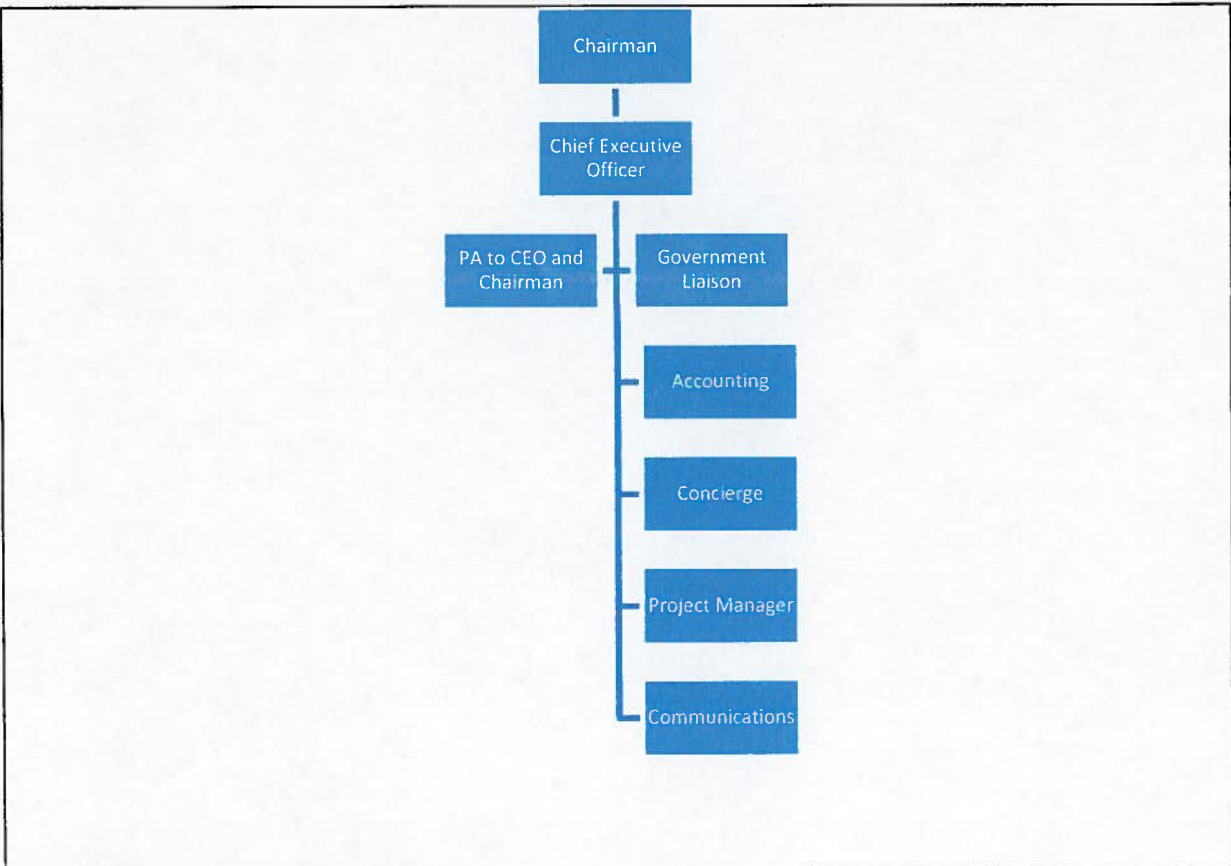 Chairman
Chief Executive
Officer
PA to CEO and
Chairman
Government
Liaison
Accounting
Concierge
Project Manager
Communications